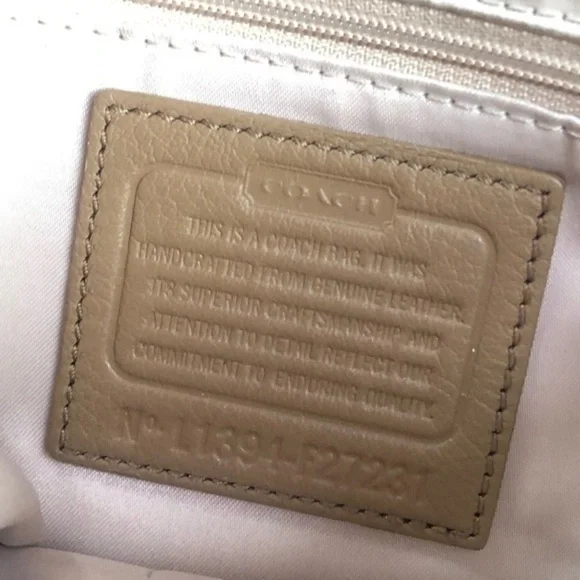 COACH
THIS IS A COACH BAG. IT WAS
HANDCRAFTED FROM GENUINE LEATHER.
ITS SUPERIOR CRAFTSMANSHIP AND
ATTENTION TO DETAIL REFLECT OUR
COMMITMENT TO ENDURING QUALITY.
Nº L1394-F27231